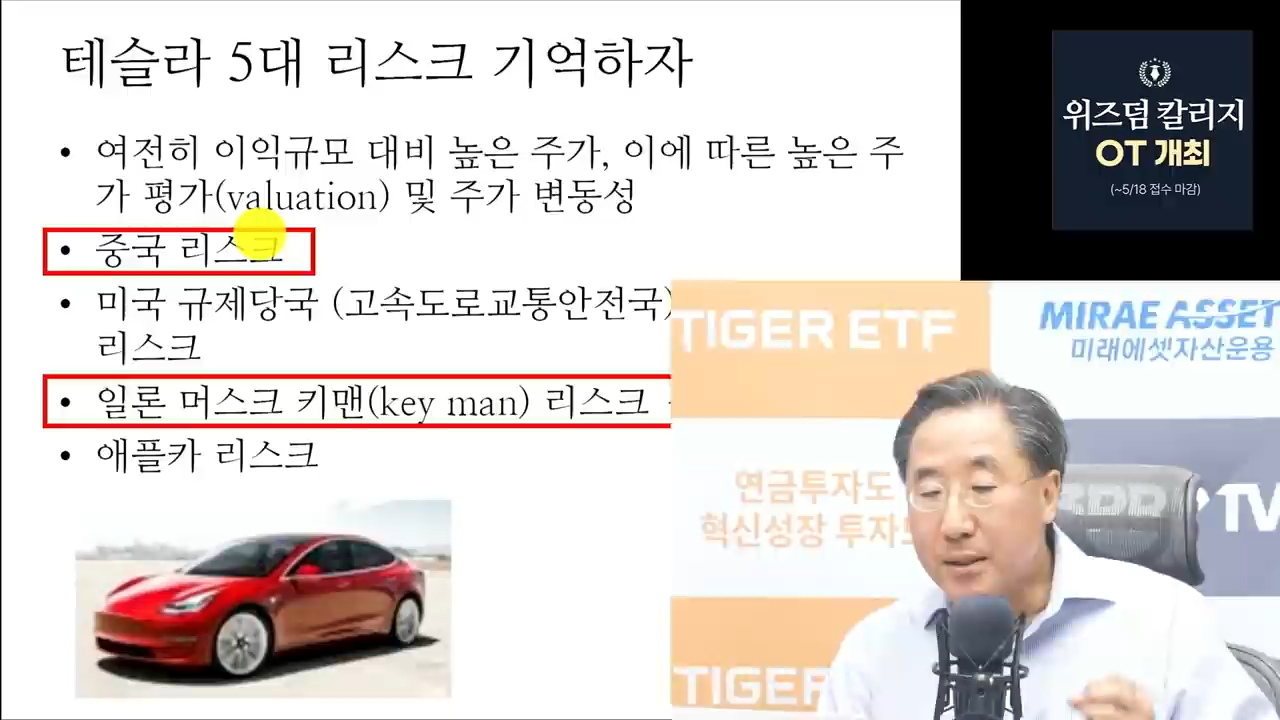 테슬라 5대 리스크 기억하자
• 여전히 이익규모 대비 높은 주가, 이에 따른 높은 주
가 평가(valuation) 및 주가 변동성
• 중국 리스크
• 미국 규제당국 (고속도로교통안전국)
리스크
• 일론 머스크 키맨(key man) 리스크
• 애플카 리스크
위즈덤 칼리지
OT 개최
(~5/18 접수 마감)
TIGER ETF
MIRAE ASSET
미래에셋자산운용
연금투자도
혁신성장 투자도
TV
TIGER